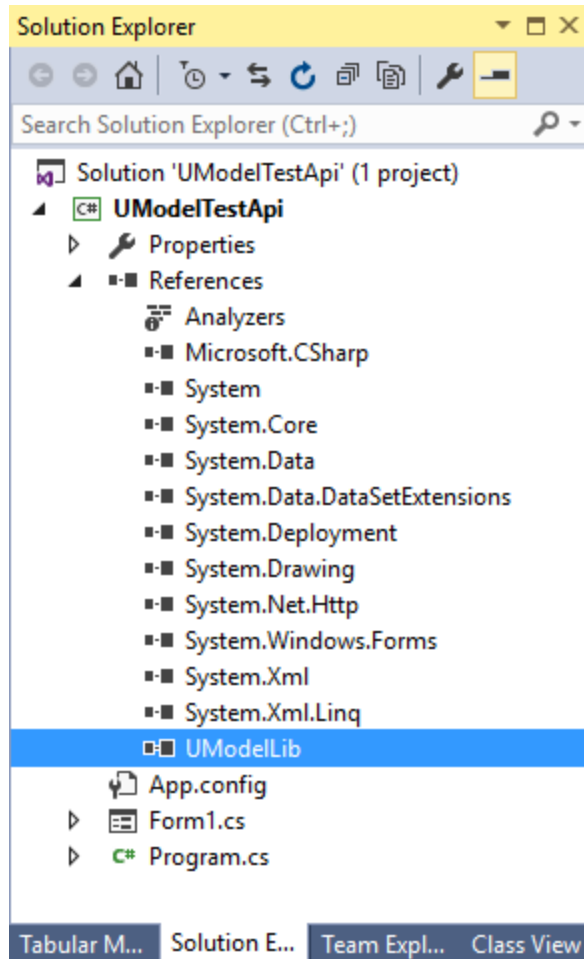 Solution Explorer
Search Solution Explorer (Ctrl+;)
Solution 'UModelTestApi' (1 project)
C# UModelTestApi
Properties
References
Analyzers
Microsoft.CSharp
System
System.Core
System.Data
System.Data.DataSetExtensions
System.Deployment
System.Drawing
System.Net.Http
System.Windows.Forms
System.Xml
System.Xml.Linq
UModelLib
App.config
Form1.cs
C# Program.cs
Tabular M... Solution E... Team Expl... Class View